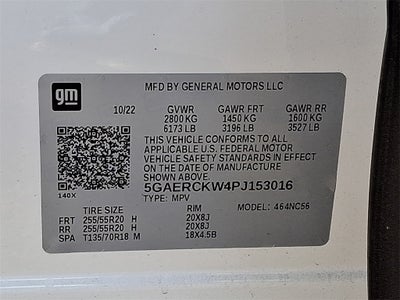 gm
MFD BY GENERAL MOTORS LLC
10/22 GVWR GAWR FRT GAWR RR
2800 KG 1450 KG 1600 KG
6173 LB 3196 LB 3527 LB
THIS VEHICLE CONFORMS TO ALL
APPLICABLE U.S. FEDERAL MOTOR
VEHICLE SAFETY STANDARDS IN EFFECT
ON THE DATE OF MANUFACTURE
SHOWN ABOVE.
5GAERCKW4PJ153016
140X TYPE: MPV MODEL: 464NC56
TIRE SIZE RIM
FRT 255/55R20 H 20X8J
RR 255/55R20 H 20X8J
SPA T135/70R18 M 18X4.5B